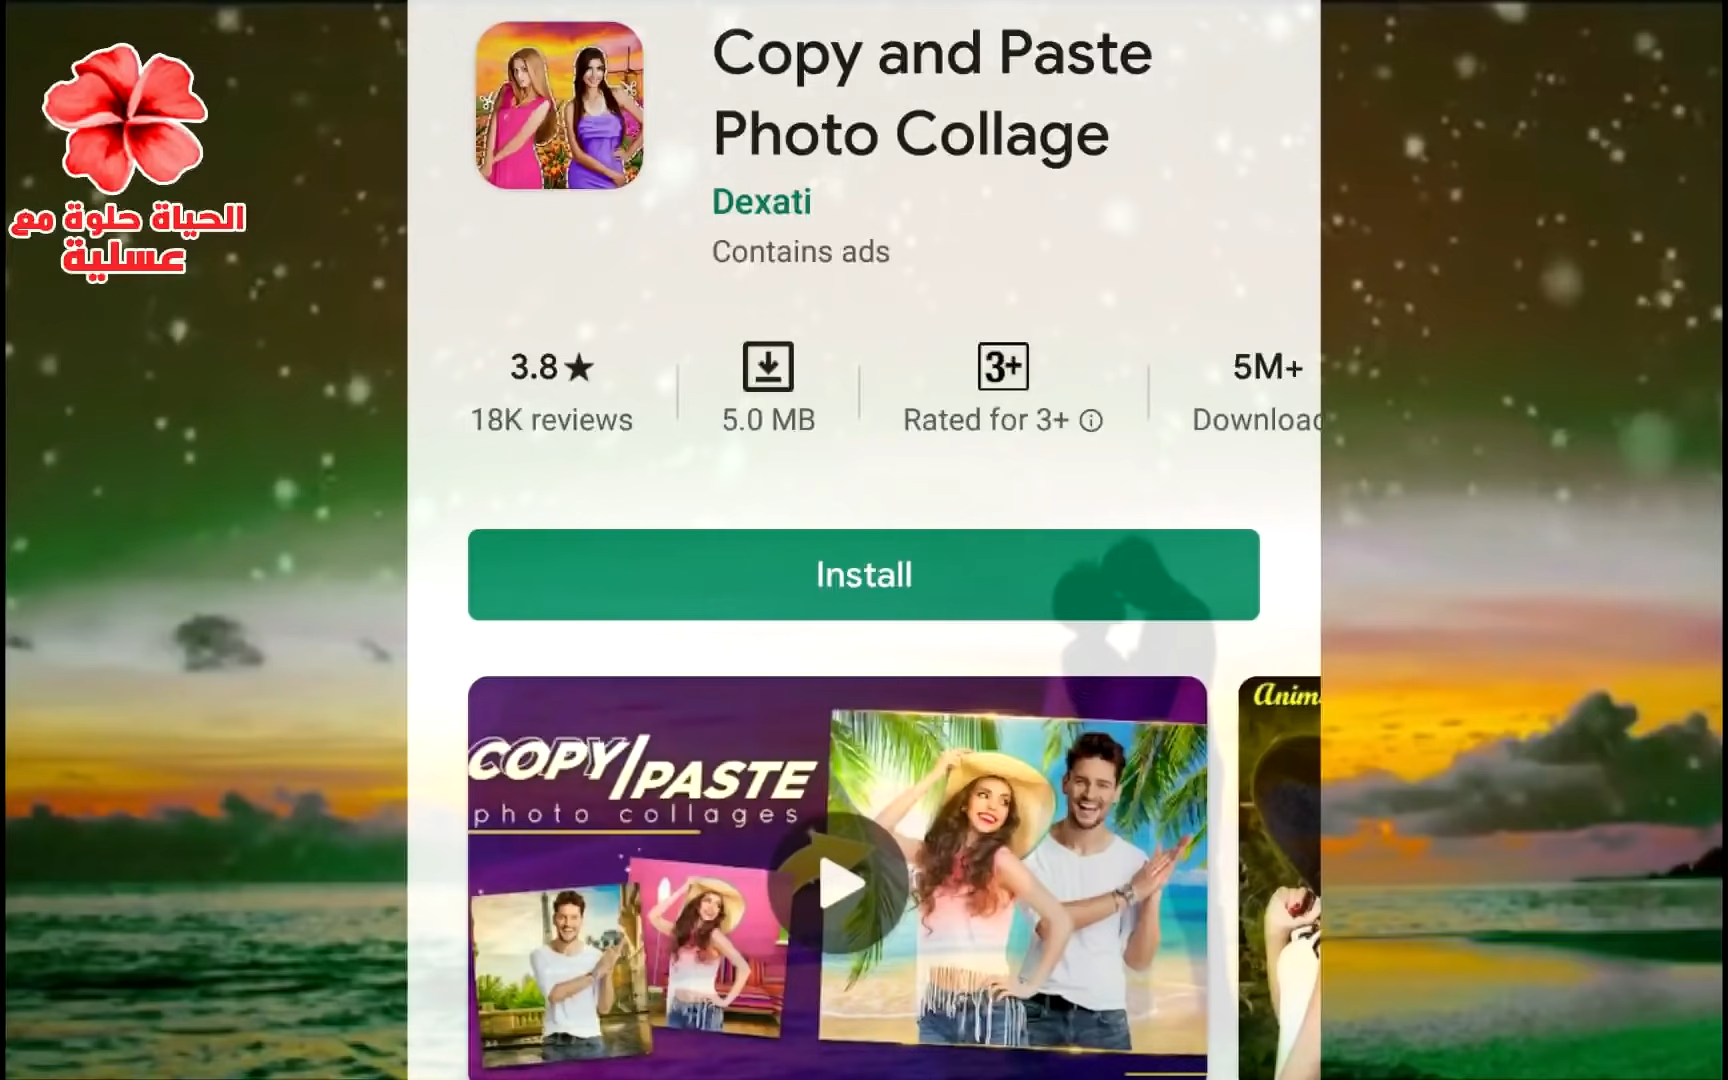 الحياة حلوة مع
عسلية
Copy and Paste
Photo Collage
Dexati
Contains ads
3.8★
18K reviews
5.0 MB
3+
Rated for 3+
5M+
Download
Install
COPY/PASTE
photo collages
Anim